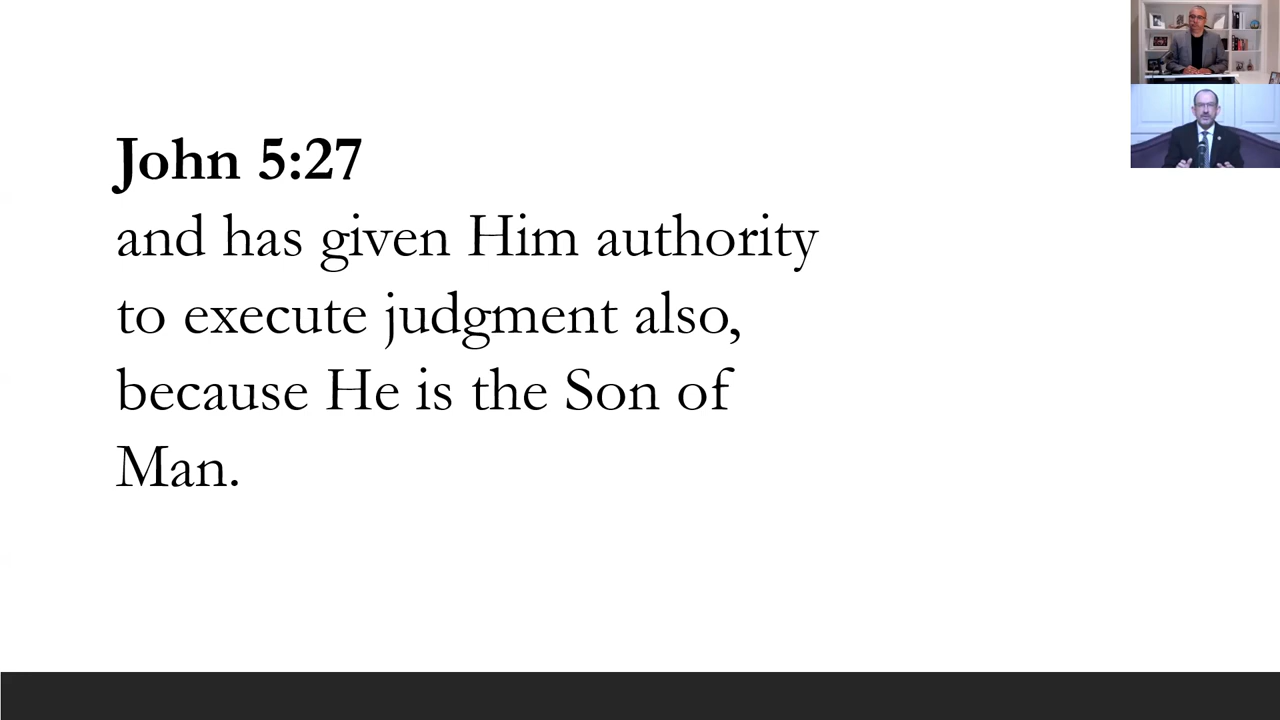 John 5:27
and has given Him authority
to execute judgment also,
because He is the Son of
Man.